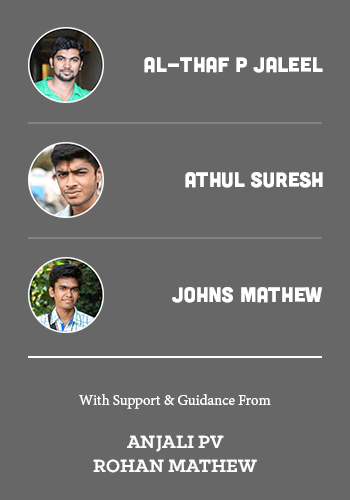 AL-THAF P JALEEL
ATHUL SURESH
JOHNS MATHEW
With Support & Guidance From
ANJALI PV
ROHAN MATHEW